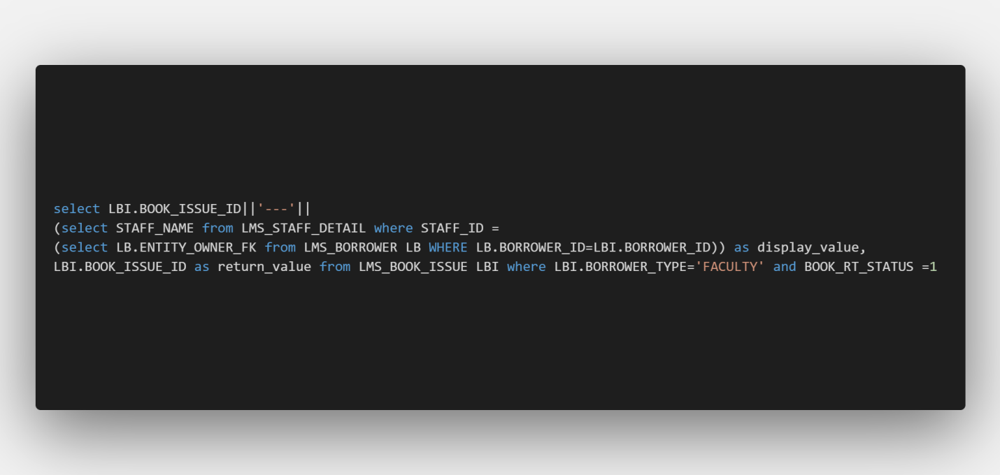 select LBI.BOOK_ISSUE_ID||'---'||
(select STAFF_NAME from LMS_STAFF_DETAIL where STAFF_ID =
(select LB.ENTITY_OWNER_FK from LMS_BORROWER LB WHERE LB.BORROWER_ID=LBI.BORROWER_ID)) as display_value,
LBI.BOOK_ISSUE_ID as return_value from LMS_BOOK_ISSUE LBI where LBI.BORROWER_TYPE='FACULTY' and BOOK_RT_STATUS =1